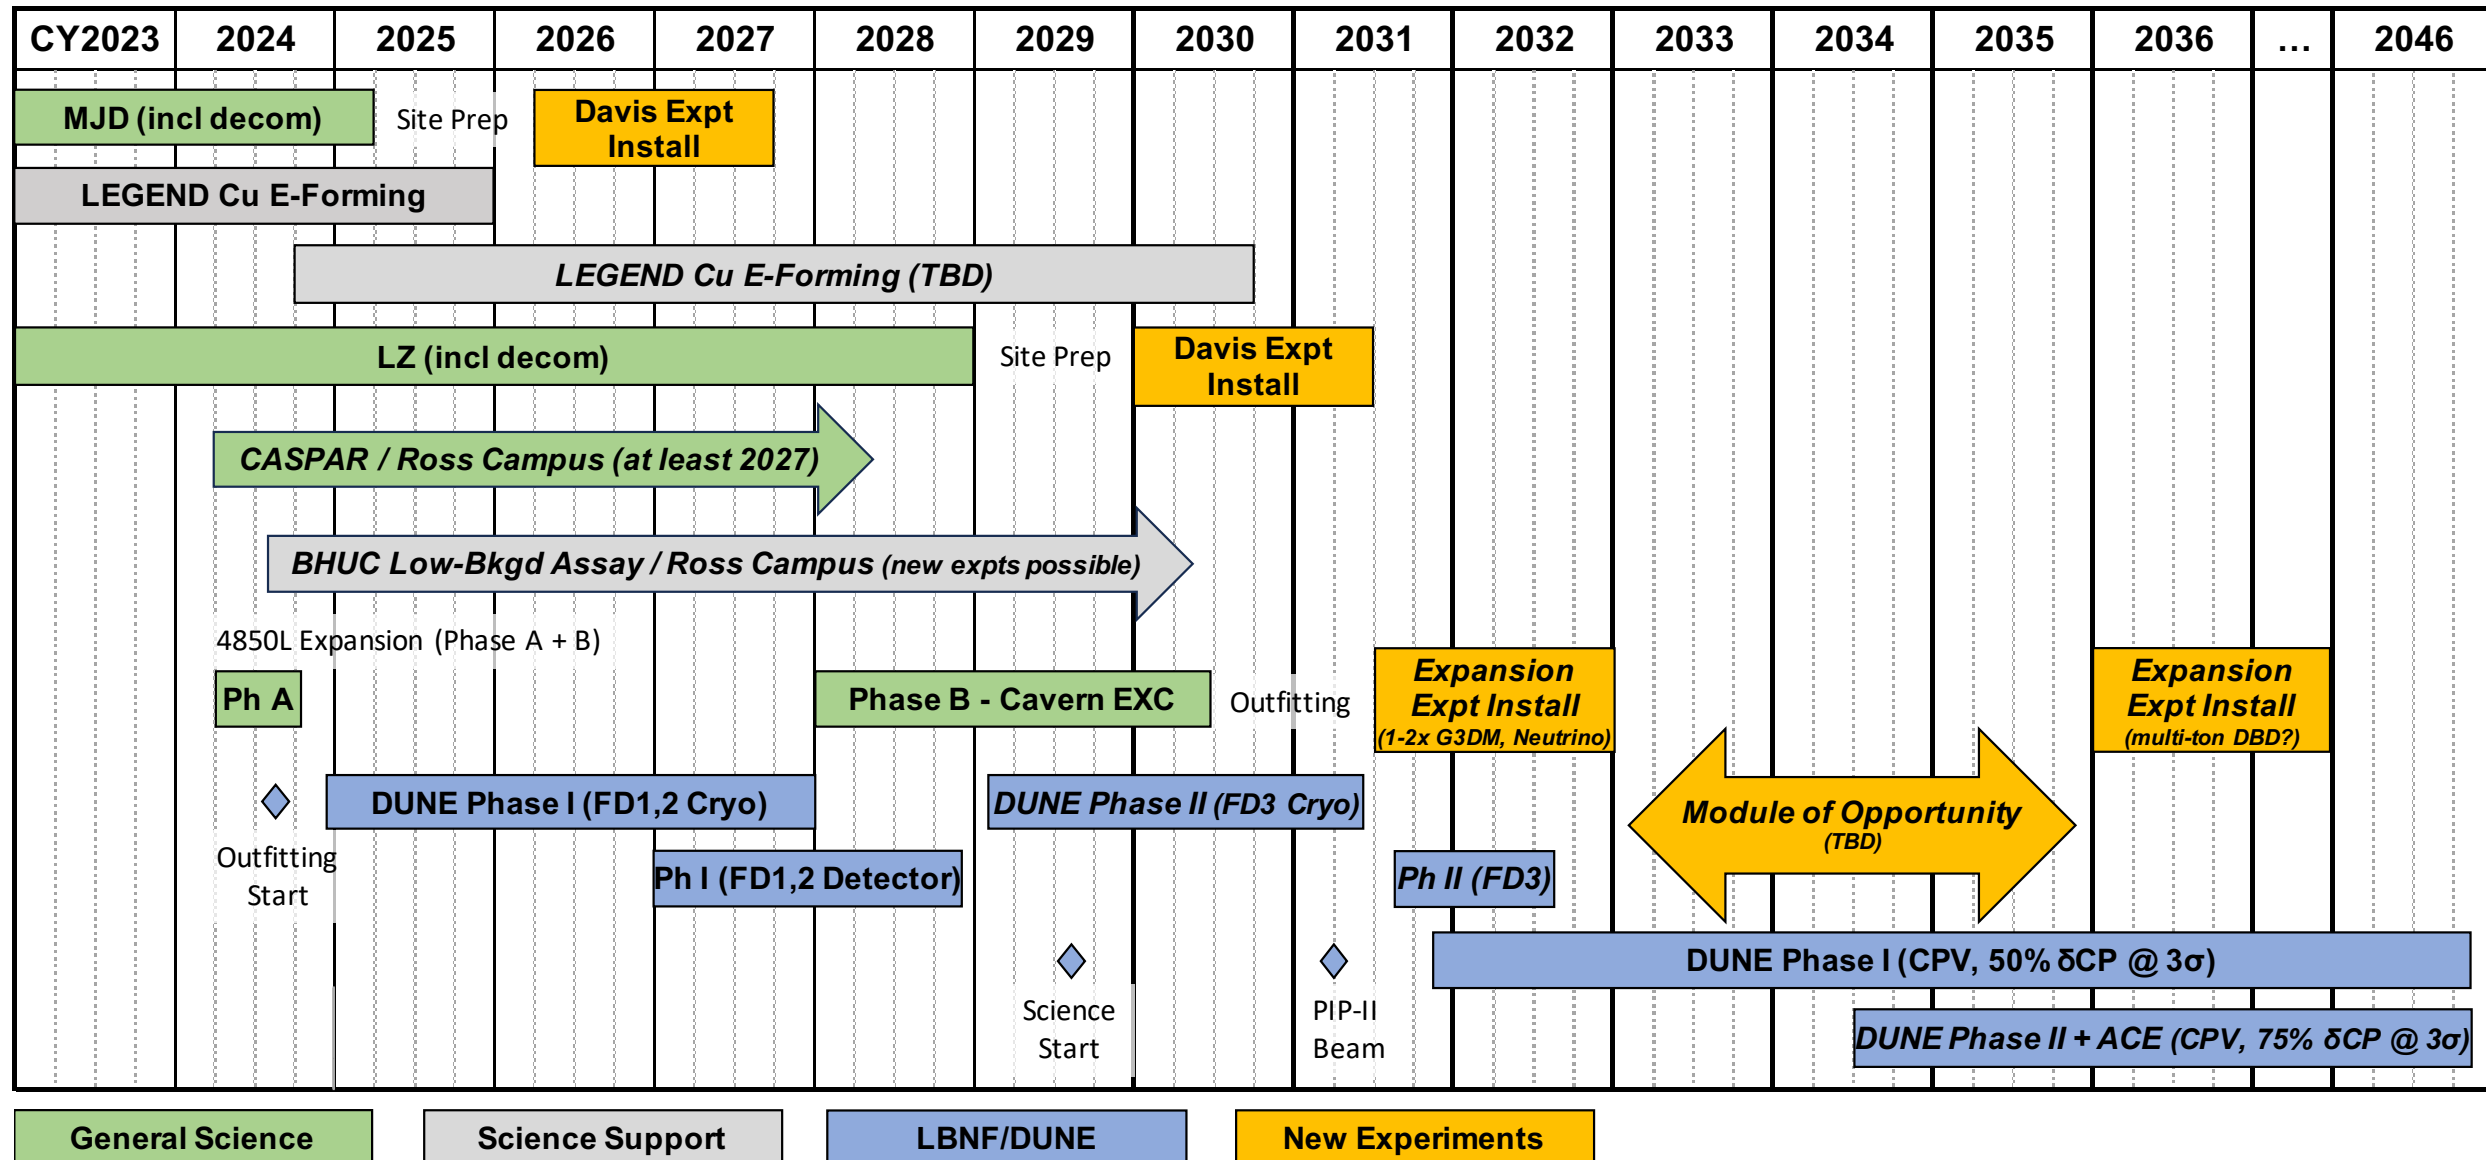 CY2023 2024 2025 2026 2027 2028 2029 2030 2031 2032 2033 2034 2035 2036 ... 2046
MJD (incl decom)
Site Prep
Davis Expt
Install
LEGEND Cu E-Forming
LEGEND Cu E-Forming (TBD)
LZ (incl decom)
Site Prep
Davis Expt
Install
CASPAR / Ross Campus (at least 2027)
BHUC Low-Bkgd Assay / Ross Campus (new expts possible)
4850L Expansion (Phase A + B)
Ph A
Phase B - Cavern EXC
Outfitting
Expansion
Expt Install
(1-2x G3DM, Neutrino)
Expansion
Expt Install
(multi-ton DBD?)
DUNE Phase I (FD1,2 Cryo)
DUNE Phase II (FD3 Cryo)
Module of Opportunity
(TBD)
Outfitting
Start
Ph I (FD1,2 Detector)
Ph II (FD3)
DUNE Phase I (CPV, 50% δCP @ 3σ)
Science
Start
PIP-II
Beam
DUNE Phase II + ACE (CPV, 75% δCP @ 3σ)
General Science
Science Support
LBNF/DUNE
New Experiments